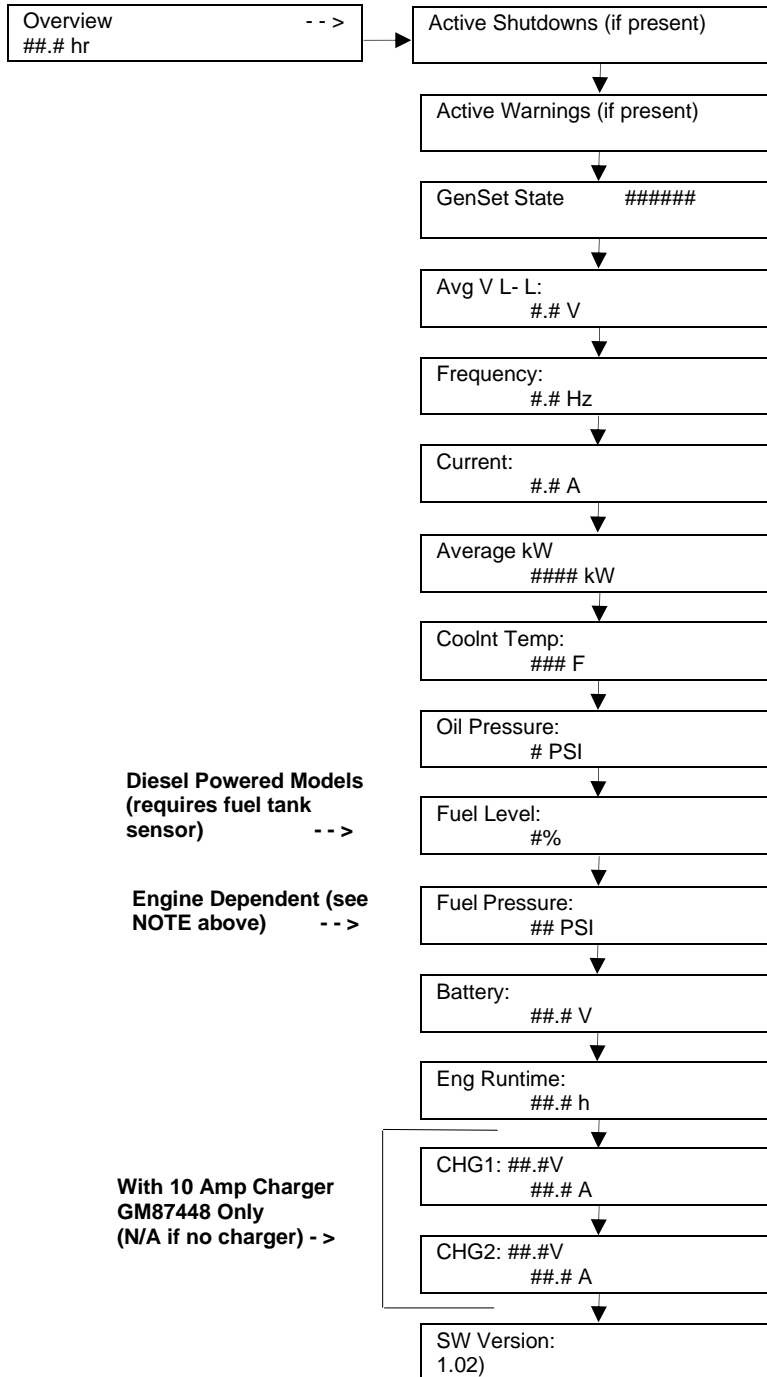 Overview - - >
##.# hr
Active Shutdowns (if present)
Active Warnings (if present)
GenSet State ######
Avg V L- L:
#.# V
Frequency:
#.# Hz
Current:
#.# A
Average kW
#### kW
Coolnt Temp:
### F
Oil Pressure:
# PSI
Diesel Powered Models
(requires fuel tank
sensor) - - >
Fuel Level:
#%
Engine Dependent (see
NOTE above) - - >
Fuel Pressure:
## PSI
Battery:
##.# V
Eng Runtime:
##.# h
With 10 Amp Charger
GM87448 Only
(N/A if no charger) - >
CHG1: ##.#V
##.# A
CHG2: ##.#V
##.# A
SW Version:
1.02)